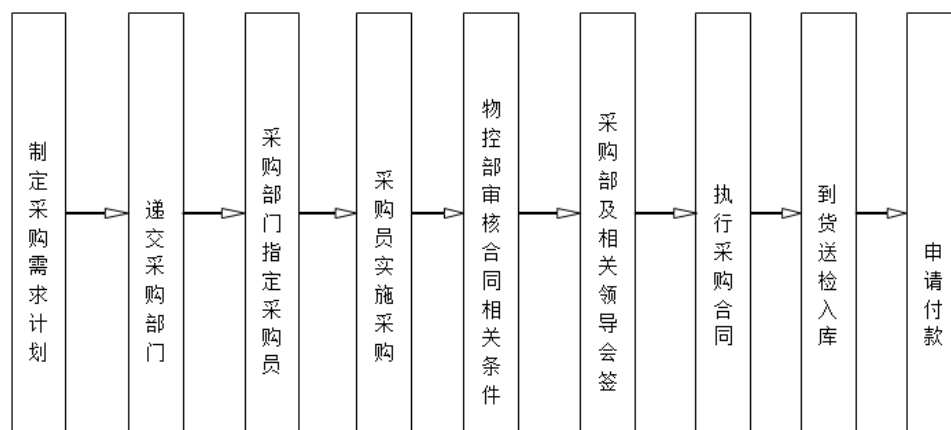 制定采购需求计划
递交采购部门
采购部门指定采购员
采购员实施采购
物控部审核合同相关条件
采购部及相关领导会签
执行采购合同
到货送检入库
申请付款